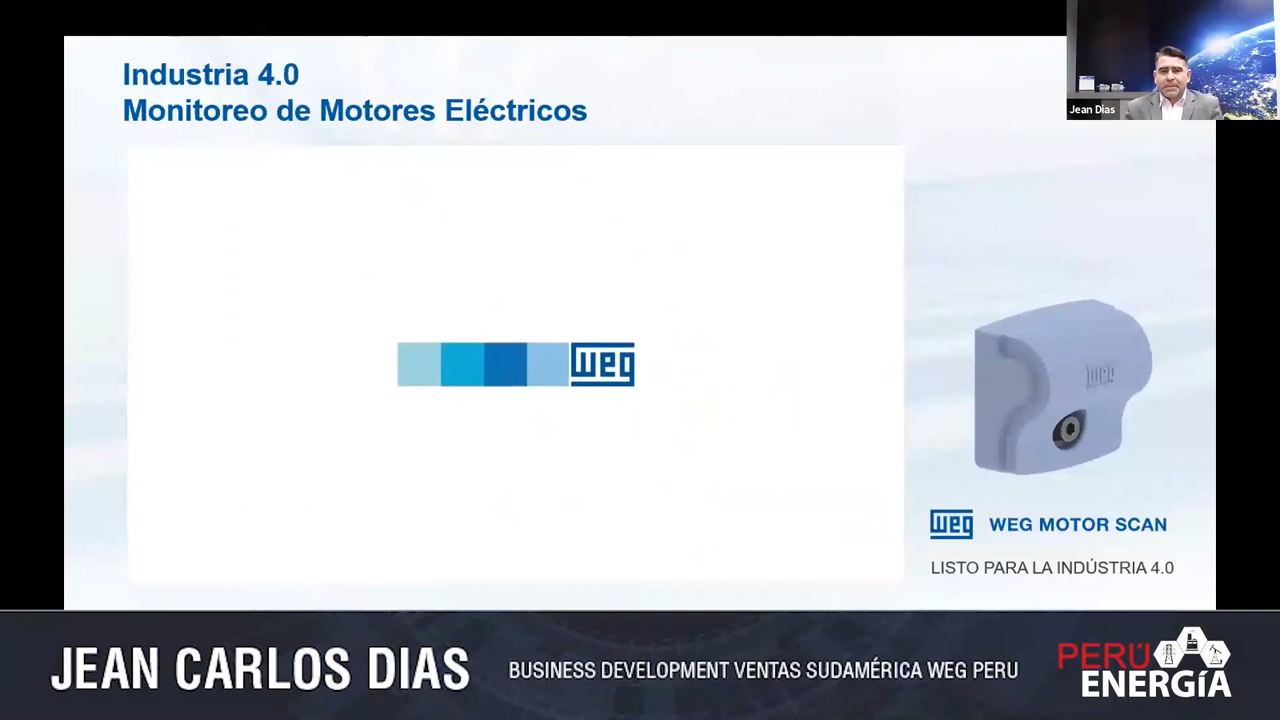 Industria 4.0
Monitoreo de Motores Eléctricos
Jean Dias
weg
weg
weg WEG MOTOR SCAN
LISTO PARA LA INDÚSTRIA 4.0
JEAN CARLOS DIAS
BUSINESS DEVELOPMENT VENTAS SUDAMÉRICA WEG PERU
PERÚ
ENERGÍA